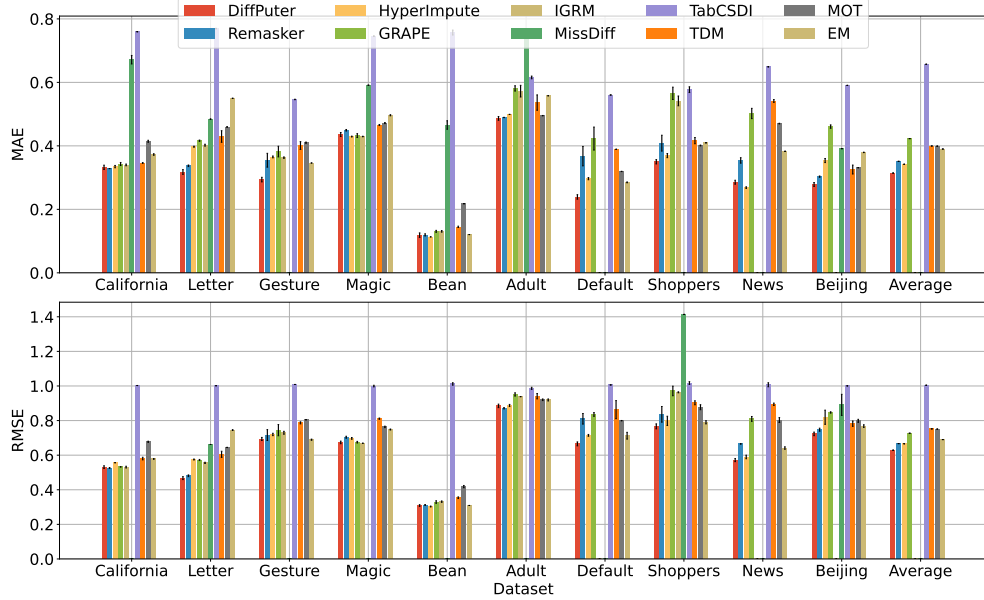 DiffPuter HyperImpute IGRM TabCSDI MOT
Remasker GRAPE MissDiff TDM EM
MAE
0.8
0.6
0.4
0.2
0.0
California Letter Gesture Magic Bean Adult Default Shoppers News Beijing Average
RMSE
1.4
1.2
1.0
0.8
0.6
0.4
0.2
0.0
California Letter Gesture Magic Bean Adult Default Shoppers News Beijing Average
Dataset